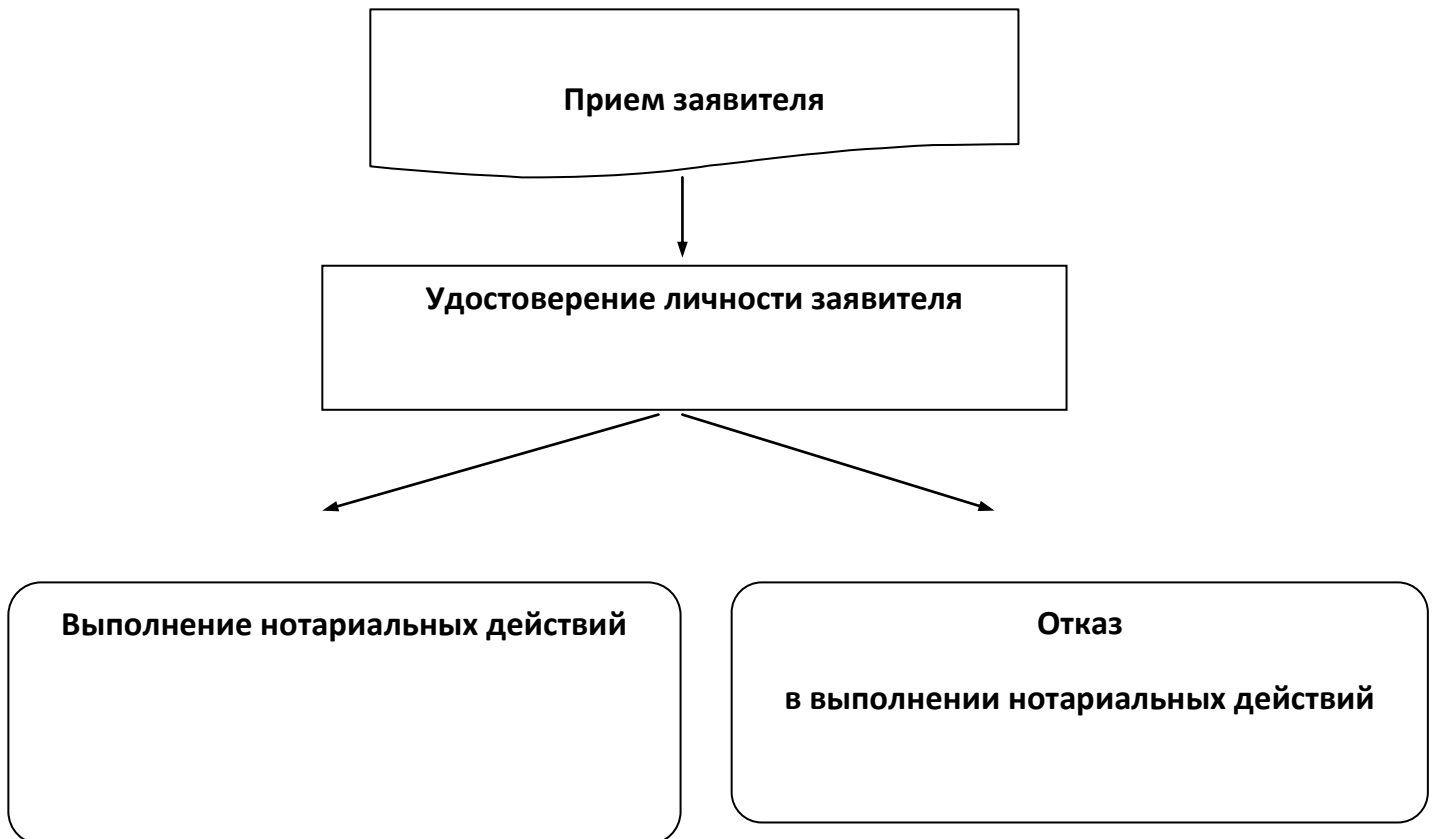 Прием заявителя
Удостоверение личности заявителя
Выполнение нотариальных действий
Отказ
в выполнении нотариальных действий